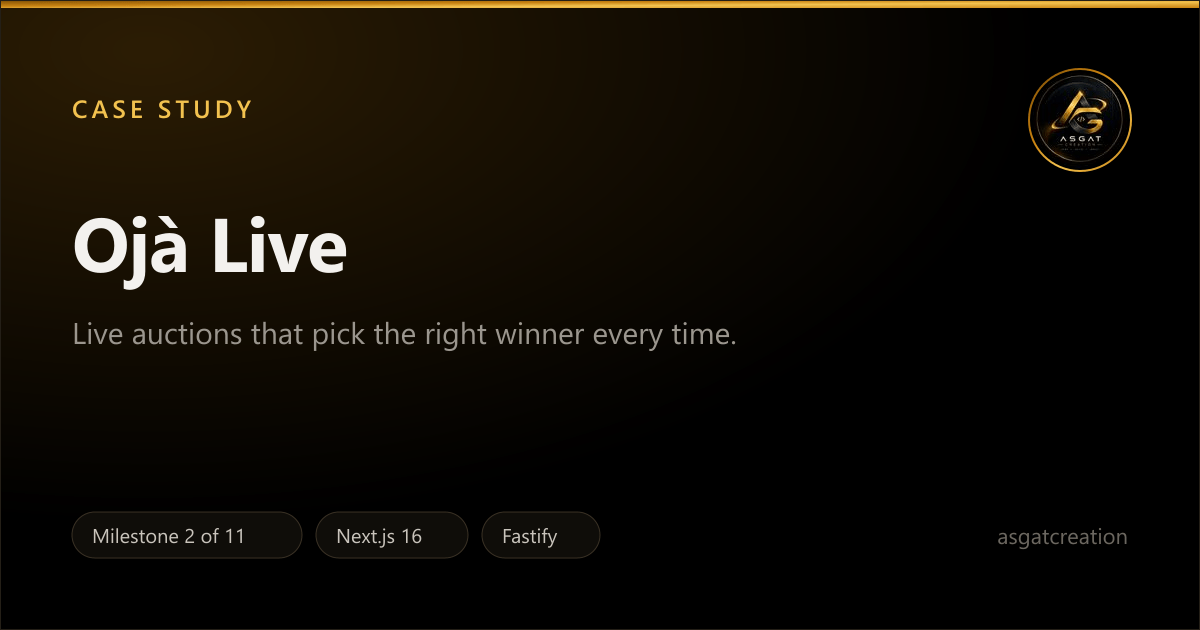 CASE STUDY
ASGAT
CREATION
Ojà Live
Live auctions that pick the right winner every time.
Milestone 2 of 11
Next.js 16
Fastify
asgatcreation